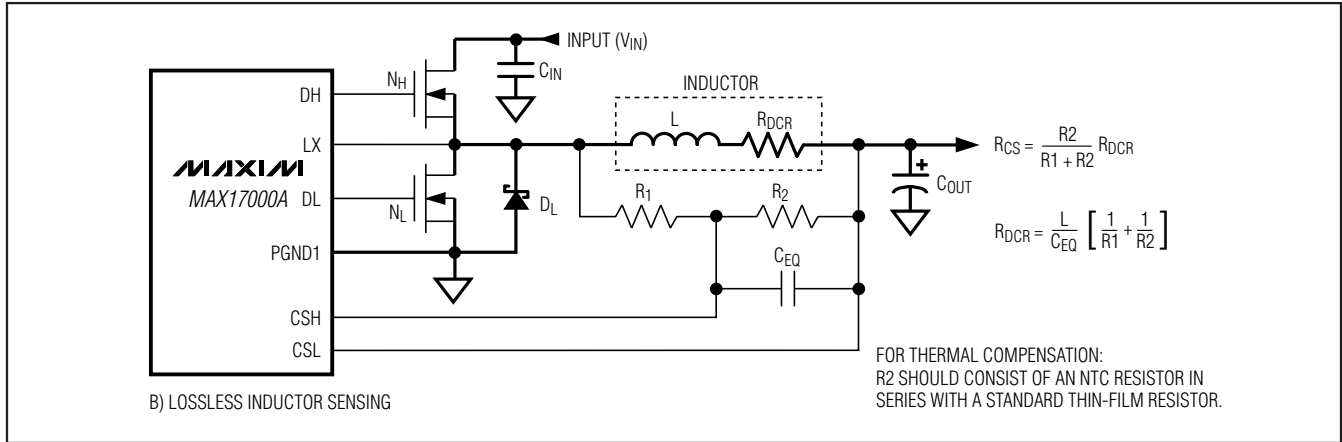 INPUT (VIN)
NH
CIN
DH
INDUCTOR
L
RDCR
LX
RCS = R2 / (R1 + R2) RDCR
MAXIM
MAX17000A
DL
NL
DL
R1
R2
COUT
+
RDCR = L / CEQ [ 1 / R1 + 1 / R2 ]
PGND1
CEQ
CSH
CSL
FOR THERMAL COMPENSATION:
R2 SHOULD CONSIST OF AN NTC RESISTOR IN
SERIES WITH A STANDARD THIN-FILM RESISTOR.
B) LOSSLESS INDUCTOR SENSING